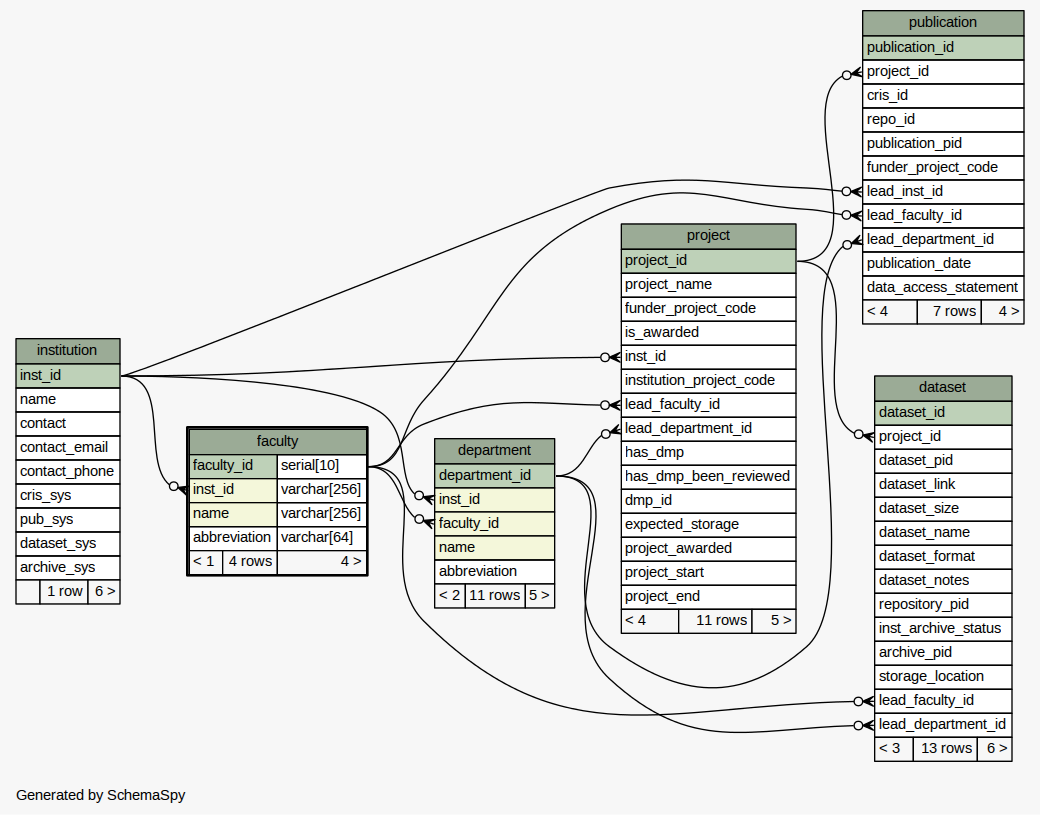 publication
publication_id
project_id
cris_id
repo_id
publication_pid
funder_project_code
lead_inst_id
lead_faculty_id
lead_department_id
publication_date
data_access_statement
< 4 7 rows 4 >
project
project_id
project_name
funder_project_code
is_awarded
inst_id
institution_project_code
lead_faculty_id
lead_department_id
has_dmp
has_dmp_been_reviewed
dmp_id
expected_storage
project_awarded
project_start
project_end
< 4 11 rows 5 >
institution
inst_id
name
contact
contact_email
contact_phone
cris_sys
pub_sys
dataset_sys
archive_sys
1 row 6 >
faculty
faculty_id serial[10]
inst_id varchar[256]
name varchar[256]
abbreviation varchar[64]
< 1 4 rows 4 >
department
department_id
inst_id
faculty_id
name
abbreviation
< 2 11 rows 5 >
dataset
dataset_id
project_id
dataset_pid
dataset_link
dataset_size
dataset_name
dataset_format
dataset_notes
repository_pid
inst_archive_status
archive_pid
storage_location
lead_faculty_id
lead_department_id
< 3 13 rows 6 >
Generated by SchemaSpy